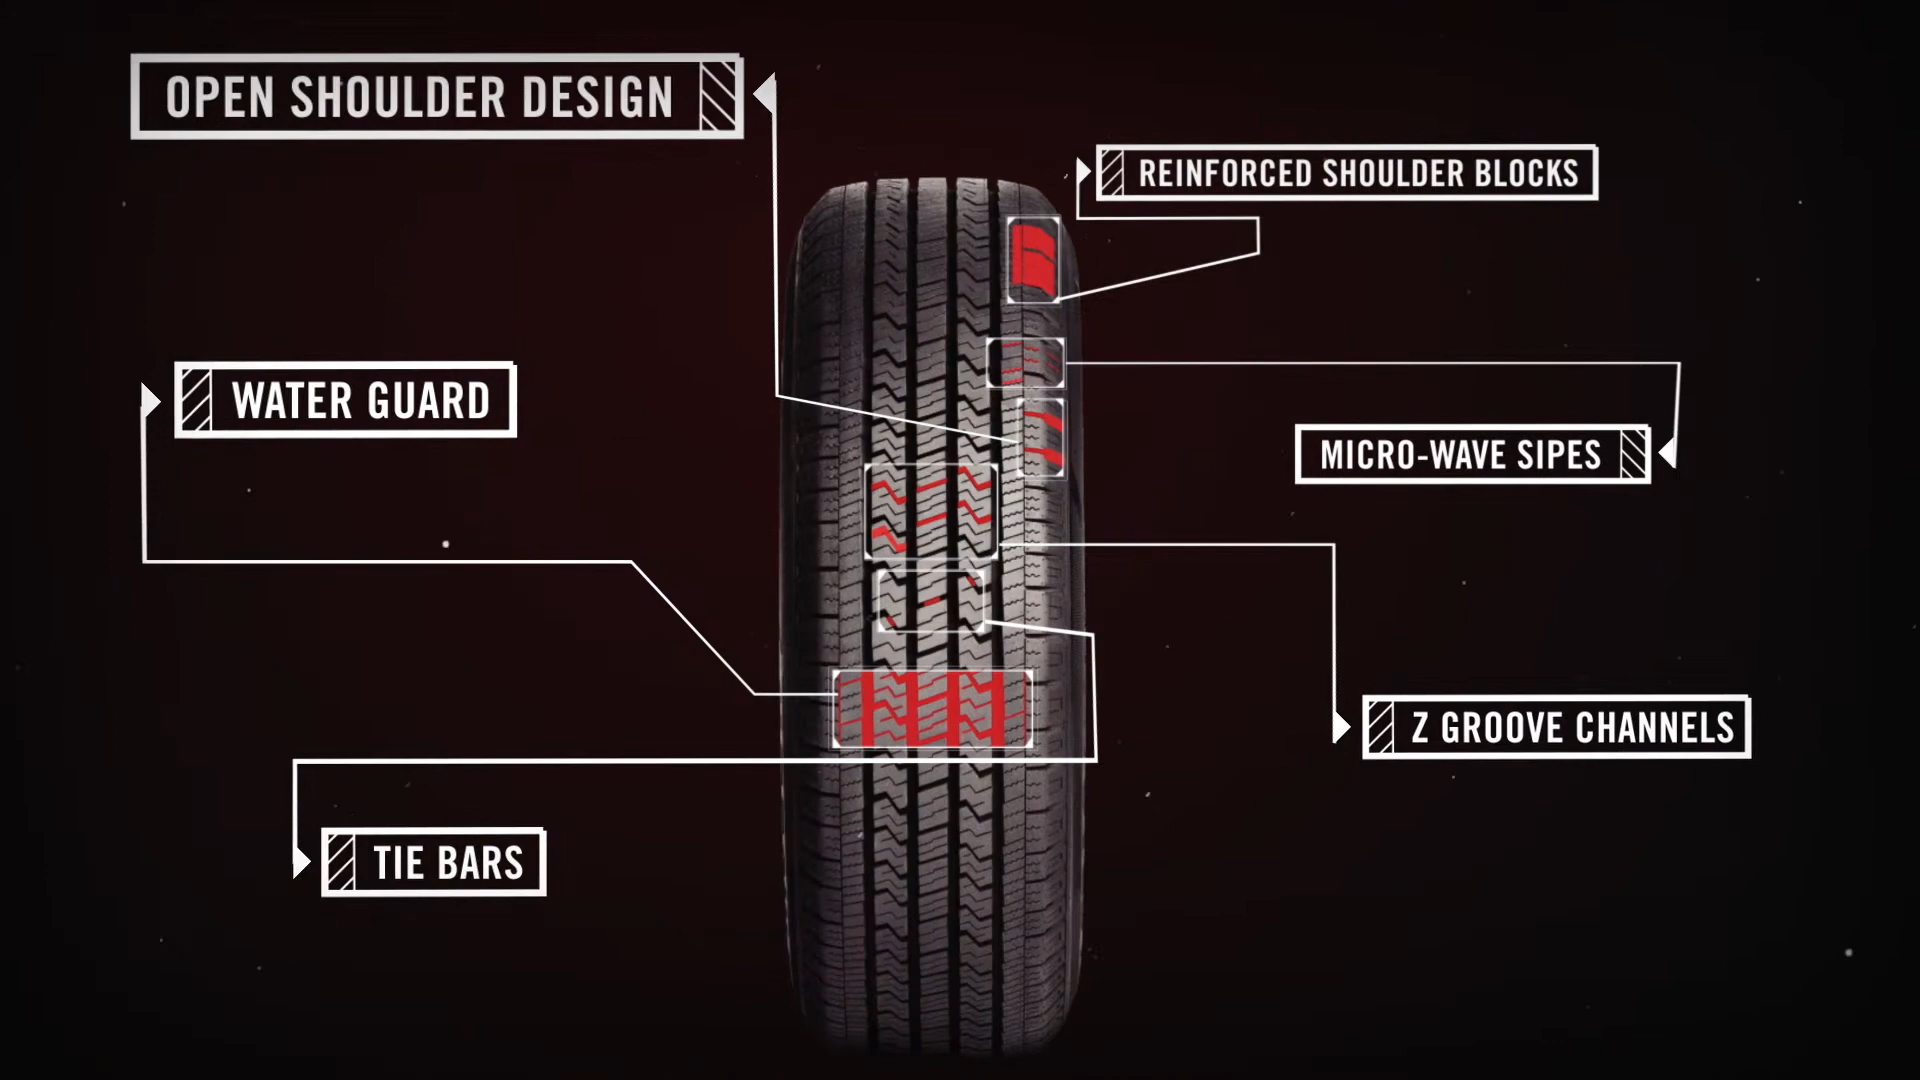 OPEN SHOULDER DESIGN
REINFORCED SHOULDER BLOCKS
WATER GUARD
MICRO-WAVE SIPES
Z GROOVE CHANNELS
TIE BARS